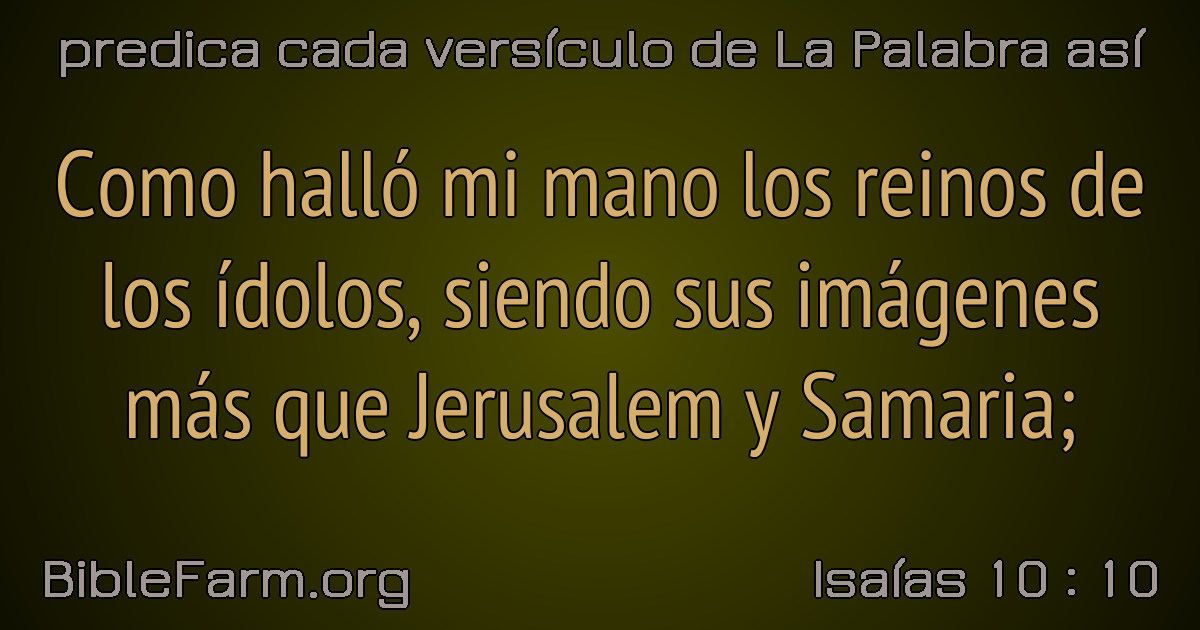 predica cada versículo de La Palabra así
Como halló mi mano los reinos de
los ídolos, siendo sus imágenes
más que Jerusalem y Samaria;
BibleFarm.org
Isaías 10 : 10